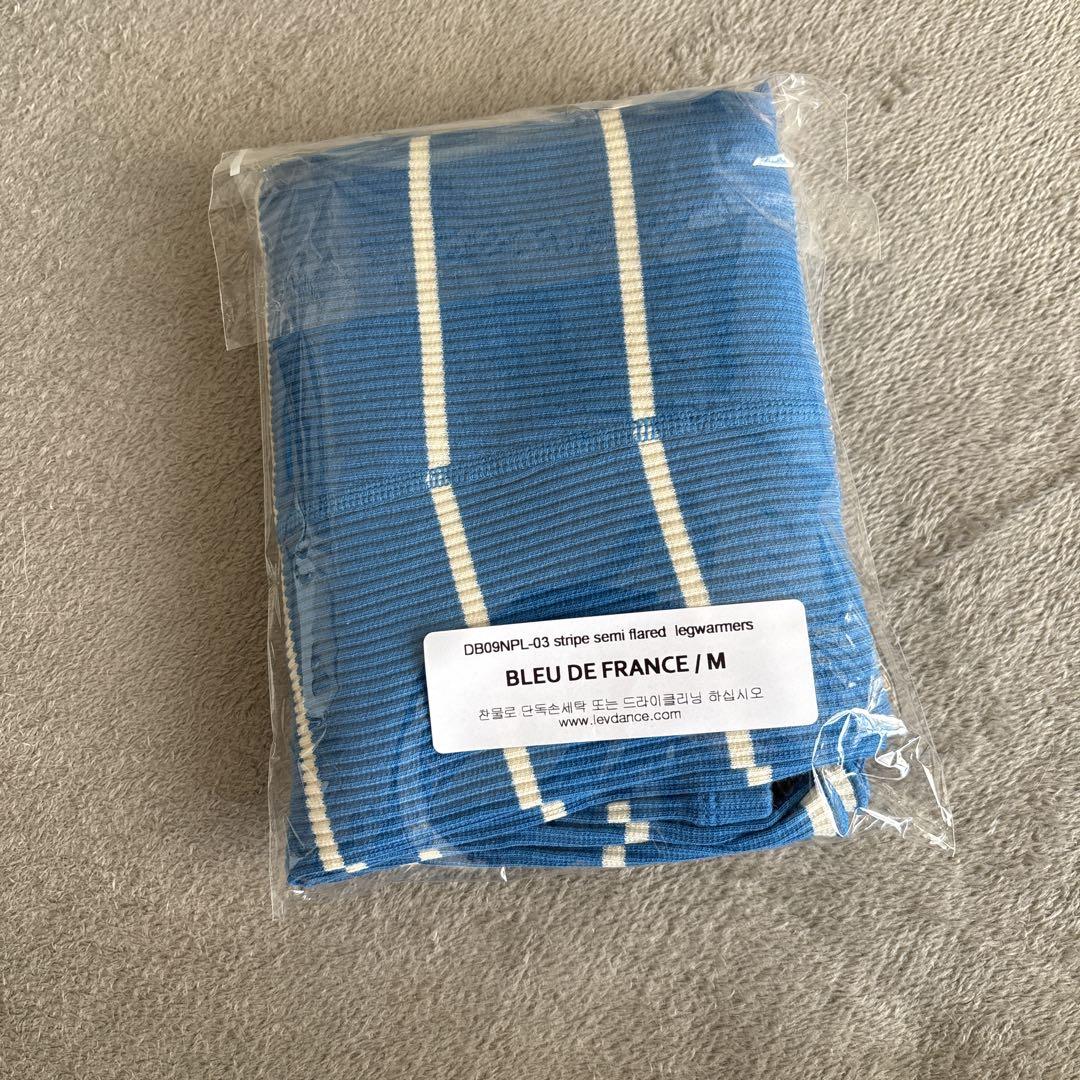 DB09NPL-03 stripe semi flared legwarmers
BLEU DE FRANCE / M
찬물로 단독손세탁 또는 드라이클리닝 하십시오
www.levdance.com